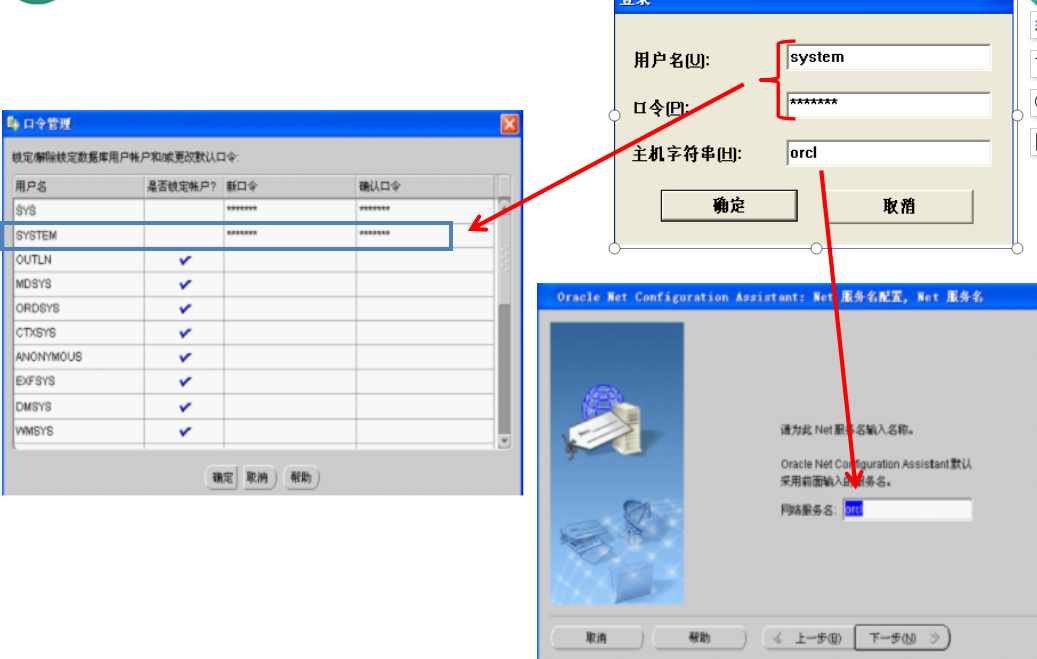 登录
用户名(U):
system
口令(P):
*******
主机字符串(H):
orcl
确定
取消
口令管理
锁定/解除锁定数据库用户帐户和/或更改默认口令:
用户名 是否锁定帐户? 新口令 确认口令
SYS ******* *******
SYSTEM ******* *******
OUTLN ✔
MDSYS ✔
ORDSYS ✔
CTXSYS ✔
ANONYMOUS ✔
EXFSYS ✔
DMSYS ✔
WMSYS ✔
确定 取消 帮助
Oracle Net Configuration Assistant: Net 服务名配置, Net 服务名
请为此 Net 服务名输入名称。
Oracle Net Configuration Assistant 默认
采用前面输入的服务名。
网络服务名: orcl
取消 帮助 上一步(B) 下一步(N)